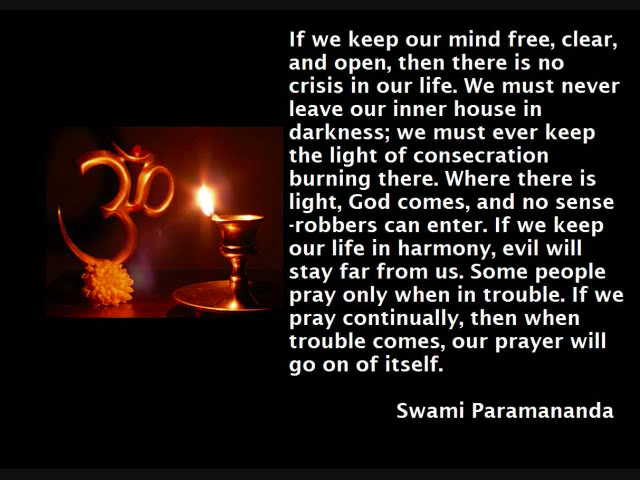 If we keep our mind free, clear,
and open, then there is no
crisis in our life. We must never
leave our inner house in
darkness; we must ever keep
the light of consecration
burning there. Where there is
light, God comes, and no sense
-robbers can enter. If we keep
our life in harmony, evil will
stay far from us. Some people
pray only when in trouble. If we
pray continually, then when
trouble comes, our prayer will
go on of itself.
Swami Paramananda